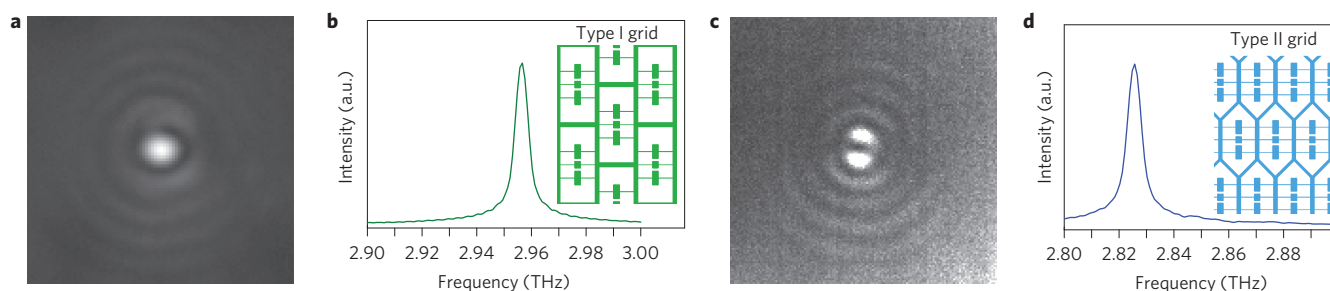 a
b
Type I grid
Intensity (a.u.)
2.90
2.92
2.94
2.96
2.98
3.00
Frequency (THz)
c
d
Type II grid
Intensity (a.u.)
2.80
2.82
2.84
2.86
2.88
Frequency (THz)